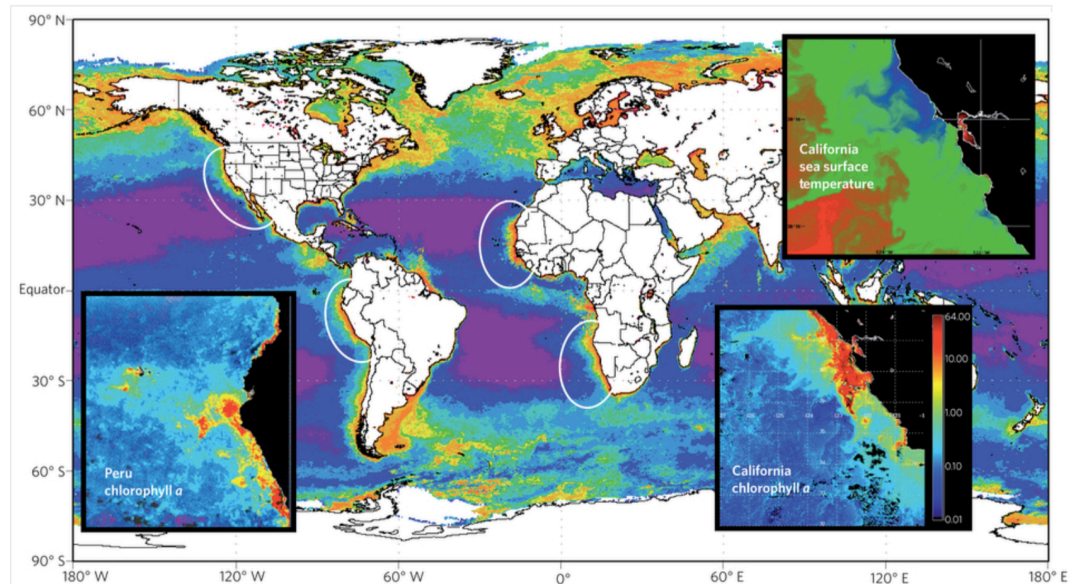 90° N
60° N
30° N
Equator
30° S
60° S
90° S
180° W
120° W
60° W
0°
60° E
120° E
180° E
California
sea surface
temperature
Peru
chlorophyll a
California
chlorophyll a
64.00
10.00
1.00
0.10
0.01